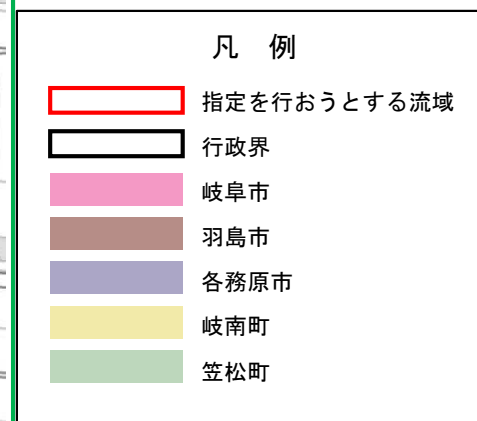 凡 例
指定を行おうとする流域
行政界
岐阜市
羽島市
各務原市
岐南町
笠松町